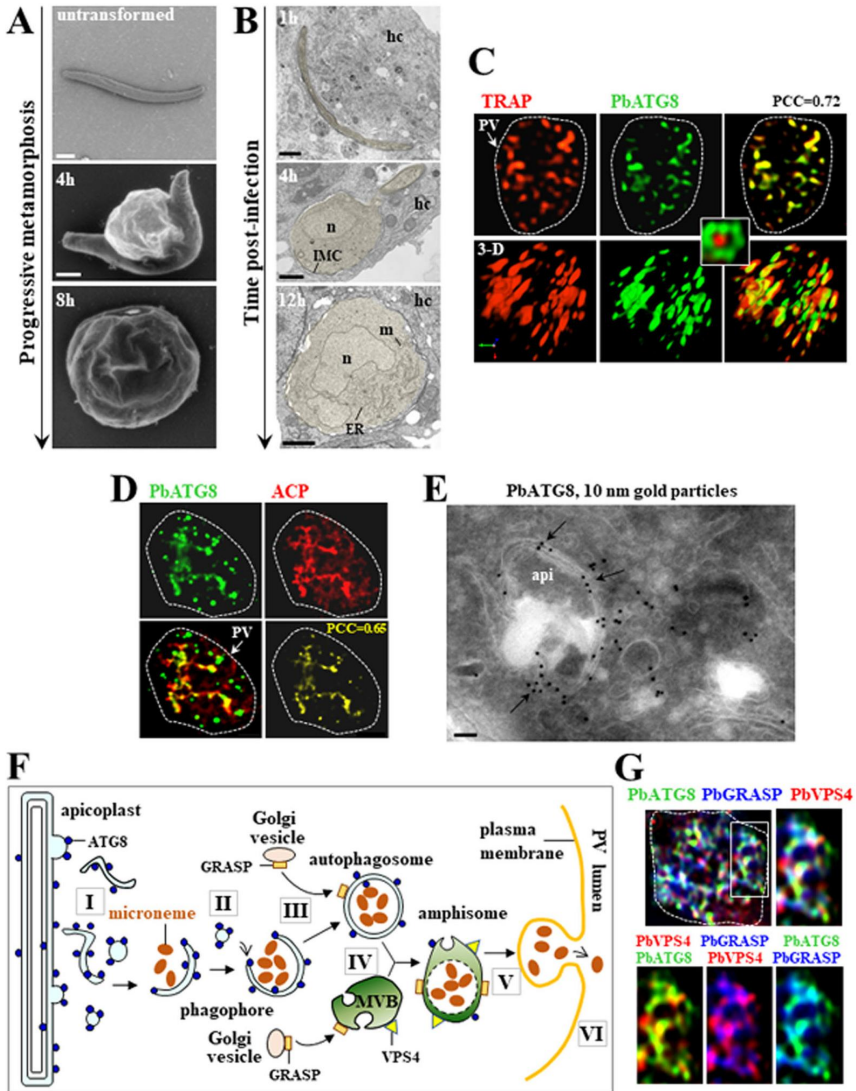 A
untransformed
4h
8h
Progressive metamorphosis
B
1h
hc
4h
hc
n
IMC
12h
hc
m
n
ER
Time post-infection
C
TRAP
PbATG8
PCC=0.72
PV
3-D
D
PbATG8
ACP
PV
PCC=0.65
E
PbATG8, 10 nm gold particles
api
F
apicoplast
ATG8
I
microneme
II
phagophore
Golgi
vesicle
GRASP
III
autophagosome
IV
MVB
Golgi
vesicle
GRASP
VPS4
amphisome
V
plasma
membrane
PV lumen
VI
G
PbATG8 PbGRASP PbVPS4
PbVPS4 PbGRASP PbATG8
PbATG8 PbVPS4 PbGRASP